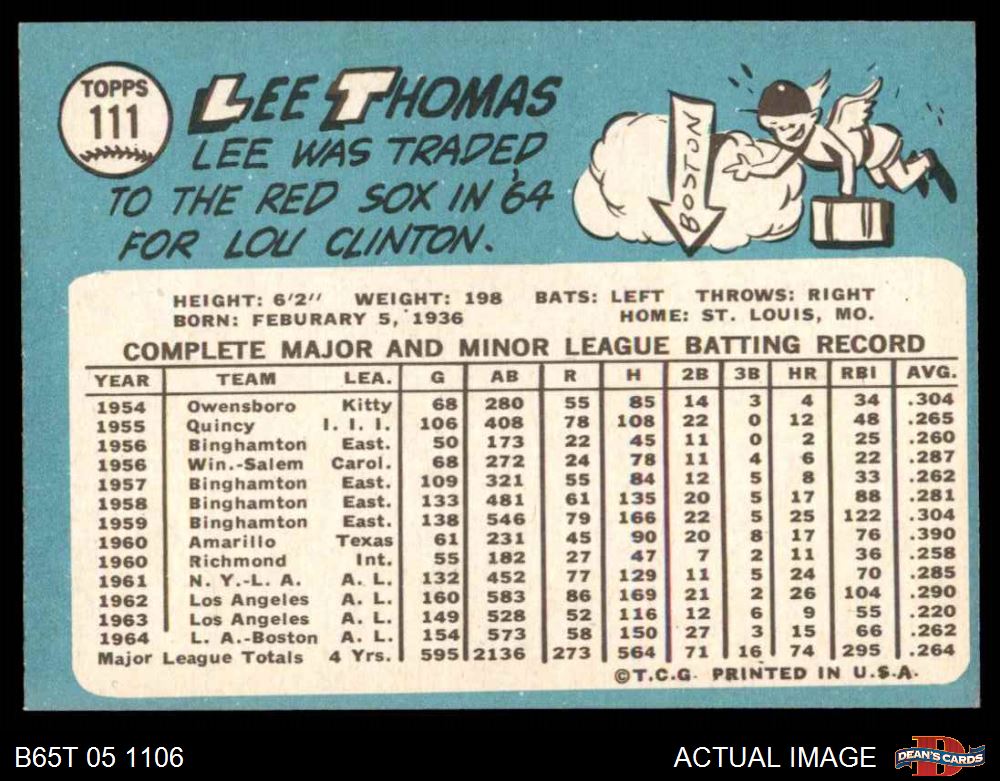 TOPPS
111
LEE THOMAS
LEE WAS TRADED
TO THE RED SOX IN '64
FOR LOU CLINTON.
BOSTON
HEIGHT: 6'2" WEIGHT: 198 BATS: LEFT THROWS: RIGHT
BORN: FEBURARY 5, 1936 HOME: ST. LOUIS, MO.
COMPLETE MAJOR AND MINOR LEAGUE BATTING RECORD
YEAR TEAM LEA. G AB R H 2B 3B HR RBI AVG.
1954 Owensboro Kitty 68 280 55 85 14 3 4 34 .304
1955 Quincy I. I. I. 106 408 78 108 22 0 12 48 .265
1956 Binghamton East. 50 173 22 45 11 0 2 25 .260
1956 Win.-Salem Carol. 68 272 24 78 11 4 6 22 .287
1957 Binghamton East. 109 321 55 84 12 5 8 33 .262
1958 Binghamton East. 133 481 61 135 20 5 17 88 .281
1959 Binghamton East. 138 546 79 166 22 5 25 122 .304
1960 Amarillo Texas 61 231 45 90 20 8 17 76 .390
1960 Richmond Int. 55 182 27 47 7 2 11 36 .258
1961 N. Y.-L. A. A. L. 132 452 77 129 11 5 24 70 .285
1962 Los Angeles A. L. 160 583 86 169 21 2 26 104 .290
1963 Los Angeles A. L. 149 528 52 116 12 6 9 55 .220
1964 L. A.-Boston A. L. 154 573 58 150 27 3 15 66 .262
Major League Totals 4 Yrs. 595 2136 273 564 71 16 74 295 .264
©T.C.G. PRINTED IN U.S.A.
B65T 05 1106 ACTUAL IMAGE DEAN'S CARDS